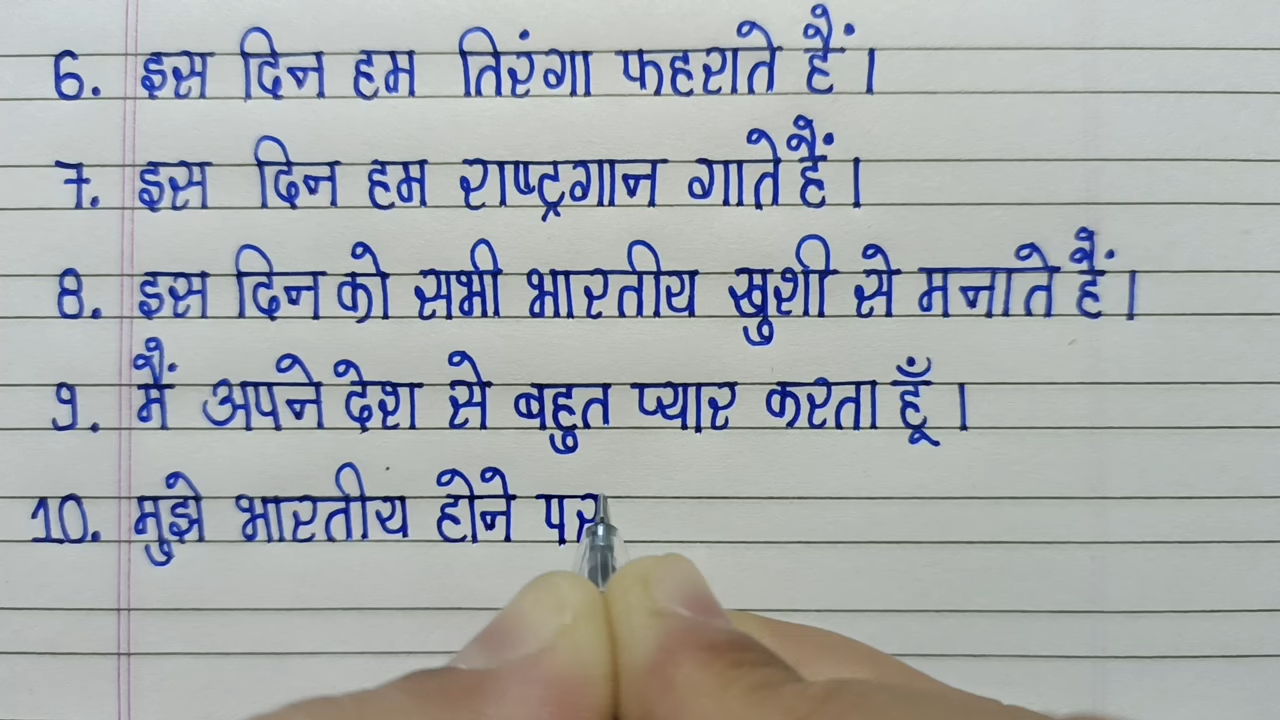 6. इस दिन हम तिरंगा फहराते हैं।
7. इस दिन हम राष्ट्रगान गाते हैं।
8. इस दिन को सभी भारतीय खुशी से मनाते हैं।
9. मैं अपने देश से बहुत प्यार करता हूँ।
10. मुझे भारतीय होने पर